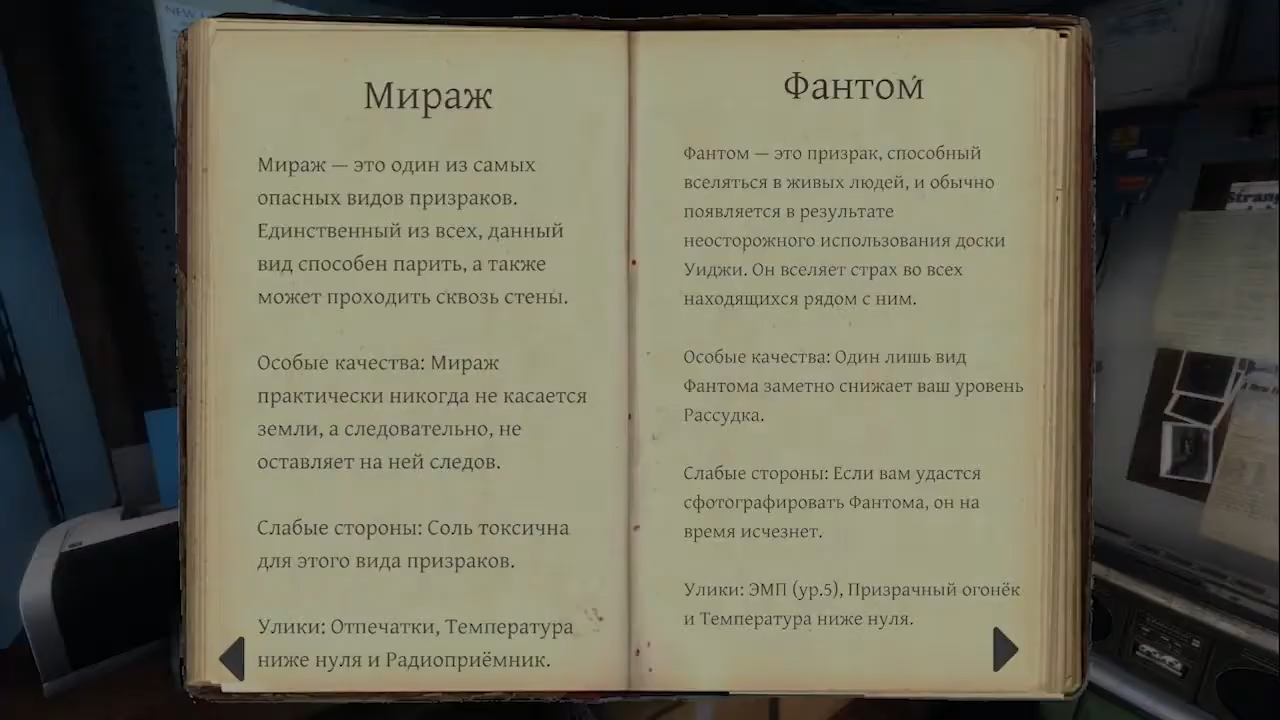 Мираж
Мираж — это один из самых
опасных видов призраков.
Единственный из всех, данный
вид способен парить, а также
может проходить сквозь стены.
Особые качества: Мираж
практически никогда не касается
земли, а следовательно, не
оставляет на ней следов.
Слабые стороны: Соль токсична
для этого вида призраков.
Улики: Отпечатки, Температура
ниже нуля и Радиоприёмник.
Фантом
Фантом — это призрак, способный
вселяться в живых людей, и обычно
появляется в результате
неосторожного использования доски
Уиджи. Он вселяет страх во всех
находящихся рядом с ним.
Особые качества: Один лишь вид
Фантома заметно снижает ваш уровень
Рассудка.
Слабые стороны: Если вам удастся
сфотографировать Фантома, он на
время исчезнет.
Улики: ЭМП (ур.5), Призрачный огонёк
и Температура ниже нуля.